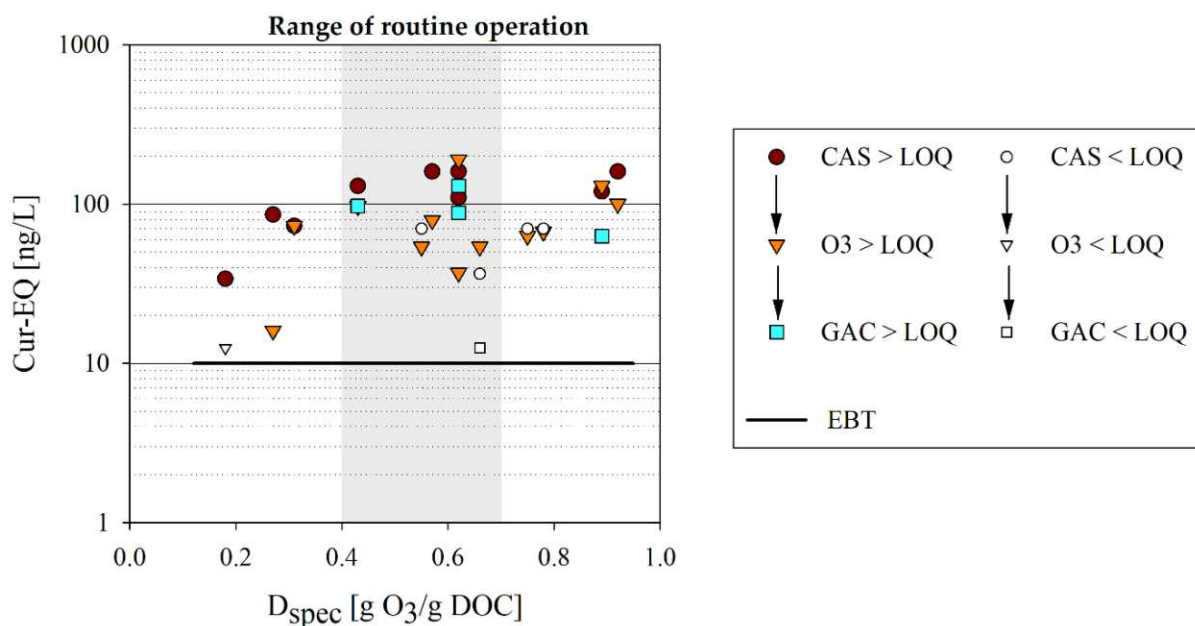 Range of routine operation
1000
100
10
1
Cur-EQ [ng/L]
0.0 0.2 0.4 0.6 0.8 1.0
Dspec [g O3/g DOC]
CAS > LOQ CAS < LOQ
O3 > LOQ O3 < LOQ
GAC > LOQ GAC < LOQ
EBT